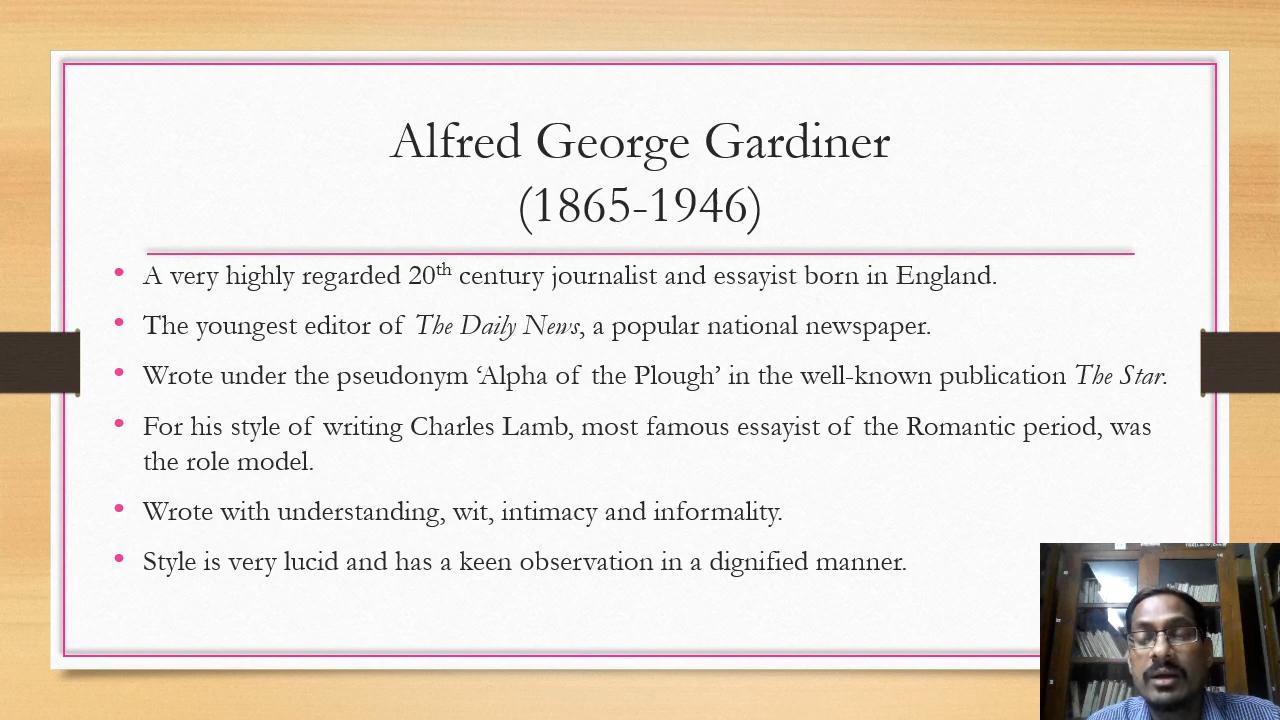 Alfred George Gardiner
(1865-1946)
• A very highly regarded 20th century journalist and essayist born in England.
• The youngest editor of The Daily News, a popular national newspaper.
• Wrote under the pseudonym ‘Alpha of the Plough’ in the well-known publication The Star.
• For his style of writing Charles Lamb, most famous essayist of the Romantic period, was
the role model.
• Wrote with understanding, wit, intimacy and informality.
• Style is very lucid and has a keen observation in a dignified manner.